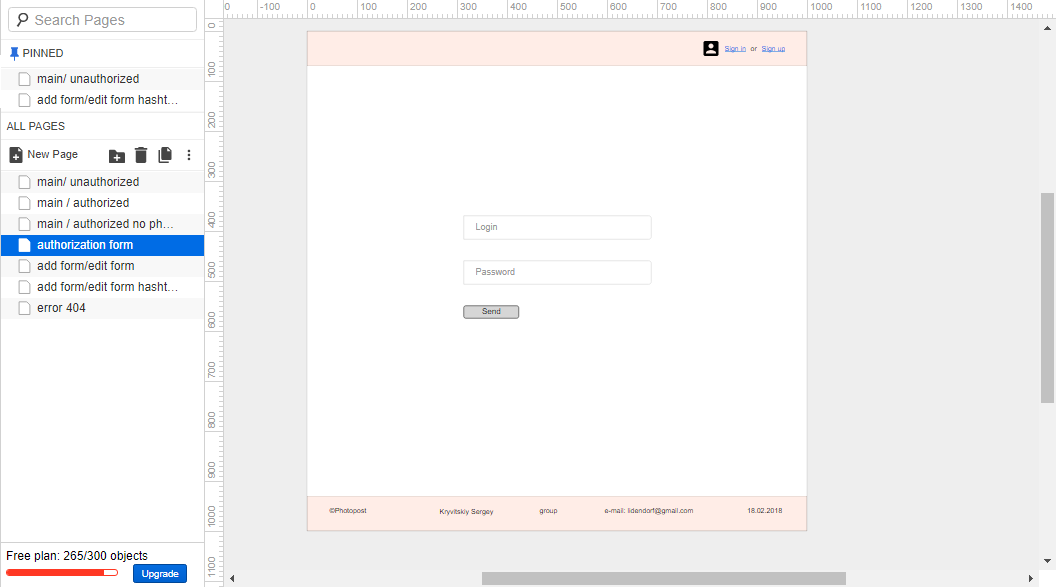 Search Pages
PINNED
main/ unauthorized
add form/edit form hasht...
ALL PAGES
New Page
main/ unauthorized
main / authorized
main / authorized no ph...
authorization form
add form/edit form
add form/edit form hasht...
error 404
Free plan: 265/300 objects
Upgrade
0 -100 0 100 200 300 400 500 600 700 800 900 1000 1100 1200 1300 1400
0
100
200
300
400
500
600
700
800
900
1000
1100
Sign in or Sign up
Login
Password
Send
©Photopost Kryvitskiy Sergey group e-mail: lidendorf@gmail.com 18.02.2018